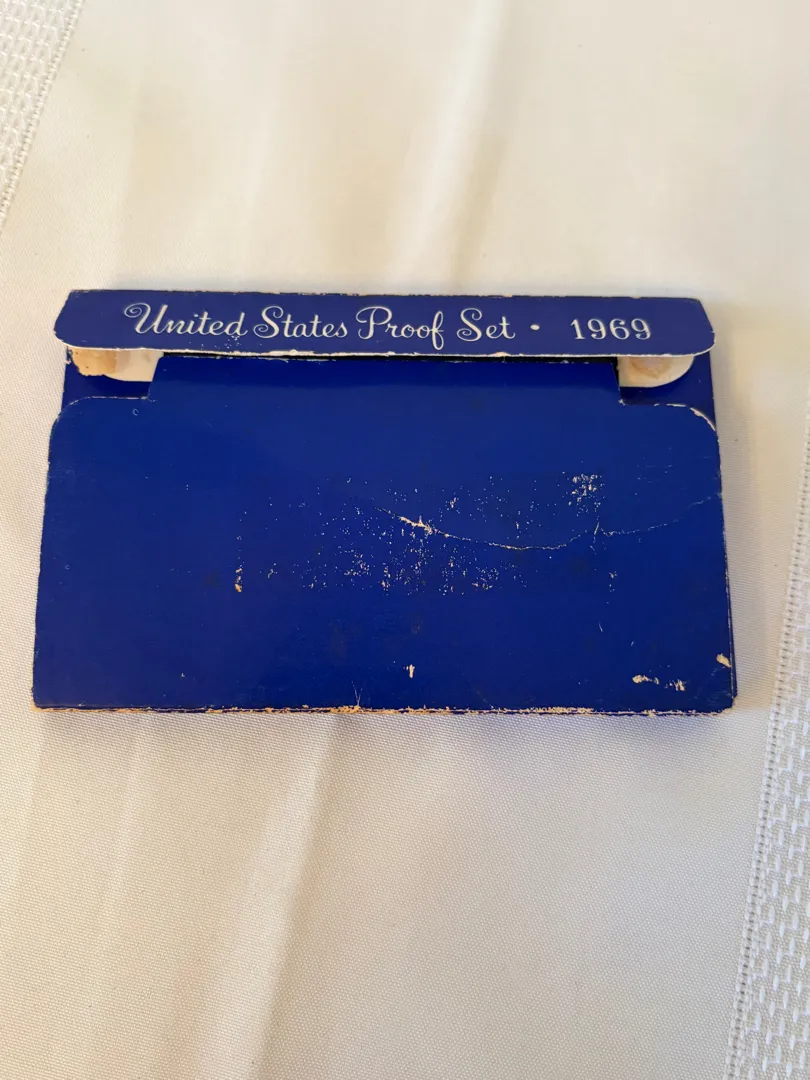 United States Proof Set • 1969